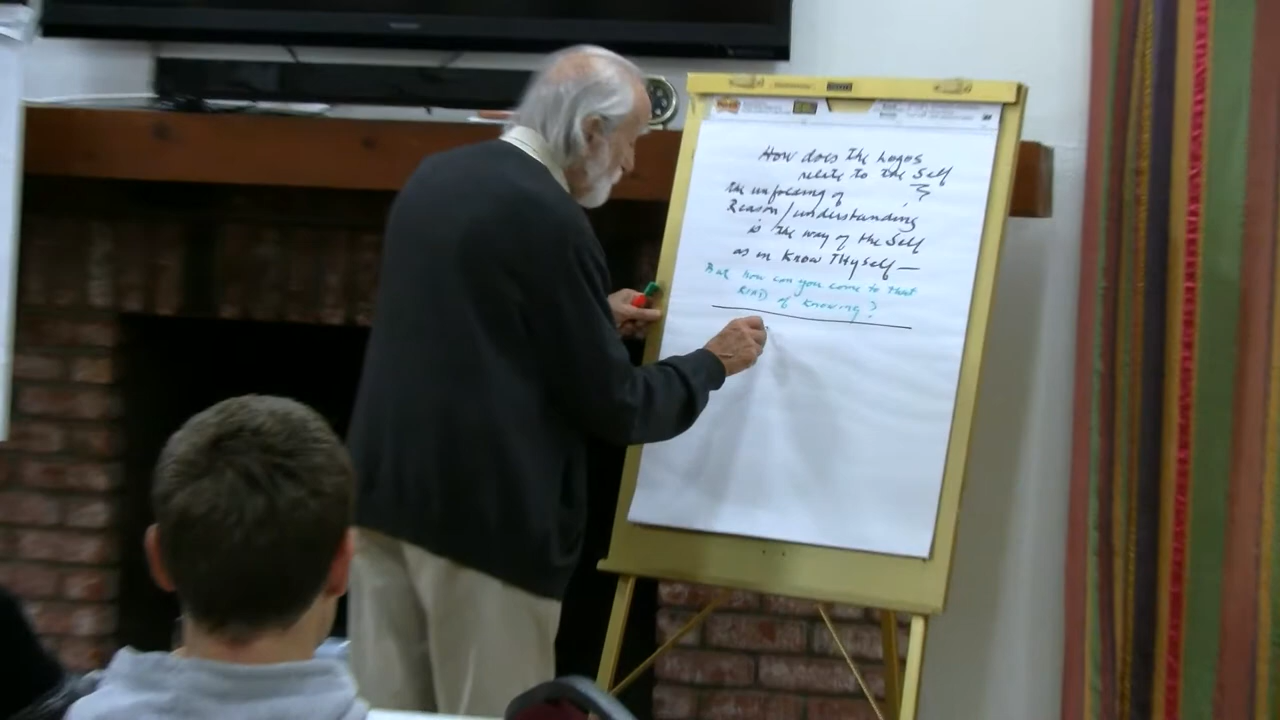 How does the Logos
relate to the Self
?
the unfolding of
Reason/understanding
is the way of the Self
as in Know THyself —
But how can you come to that
KIND of Knowing?